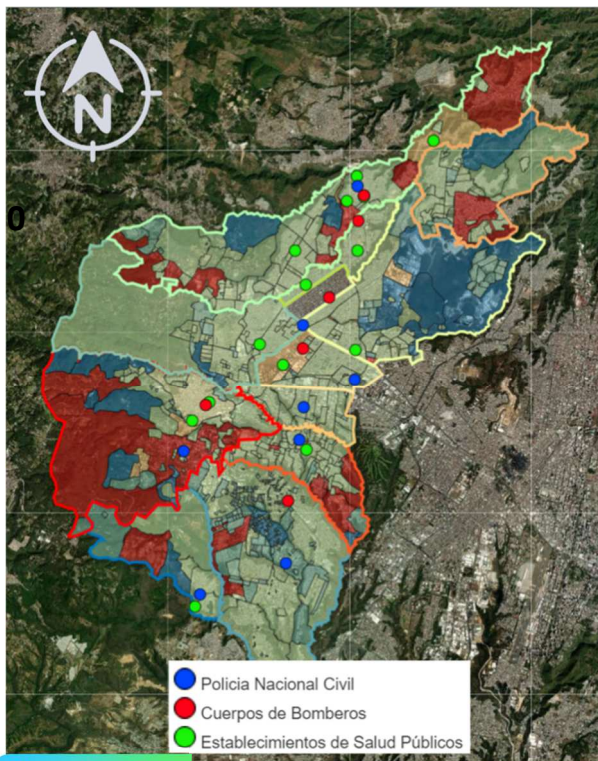 N
0
Policia Nacional Civil
Cuerpos de Bomberos
Establecimientos de Salud Públicos